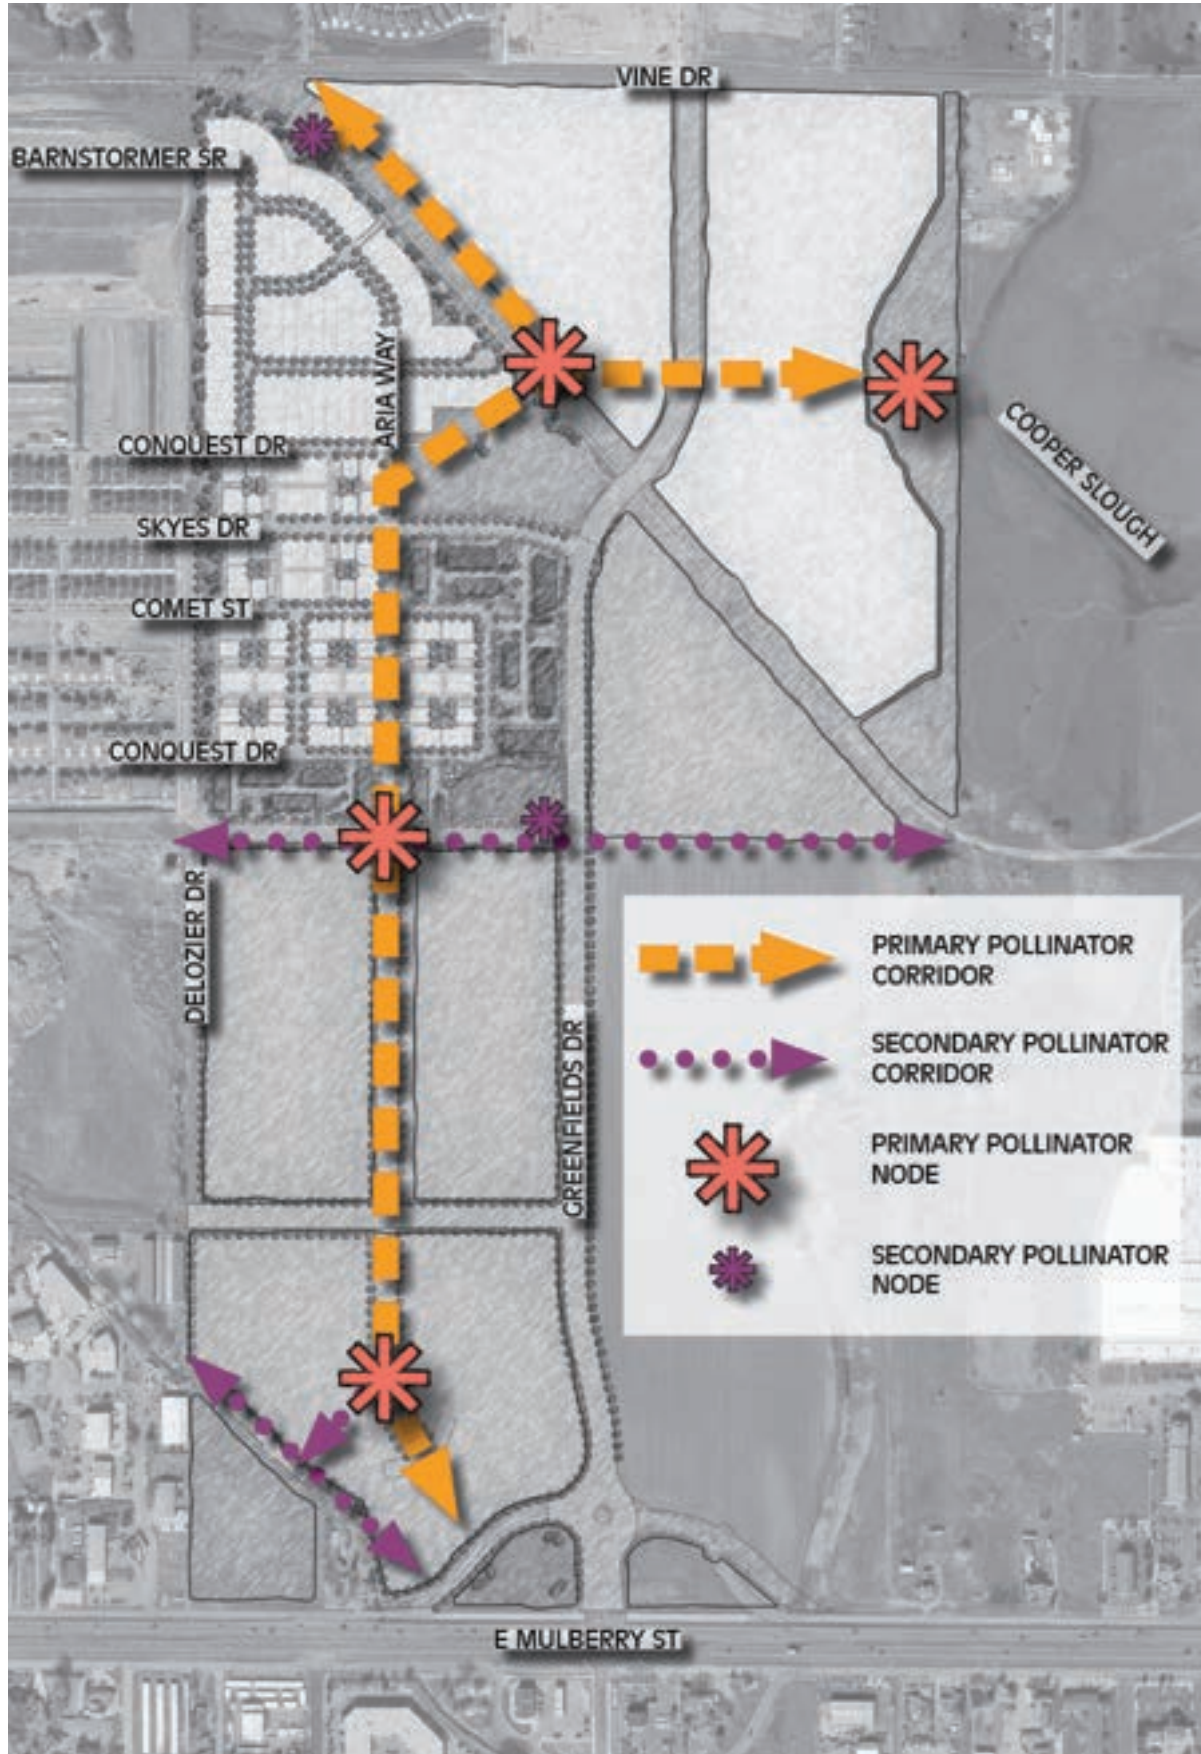 VINE DR
BARNSTORMER SR
ARIA WAY
CONQUEST DR
COOPER SLOUGH
SKYES DR
COMET ST
CONQUEST DR
DELOZIER DR
GREENFIELDS DR
PRIMARY POLLINATOR
CORRIDOR
SECONDARY POLLINATOR
CORRIDOR
PRIMARY POLLINATOR
NODE
SECONDARY POLLINATOR
NODE
E MULBERRY ST